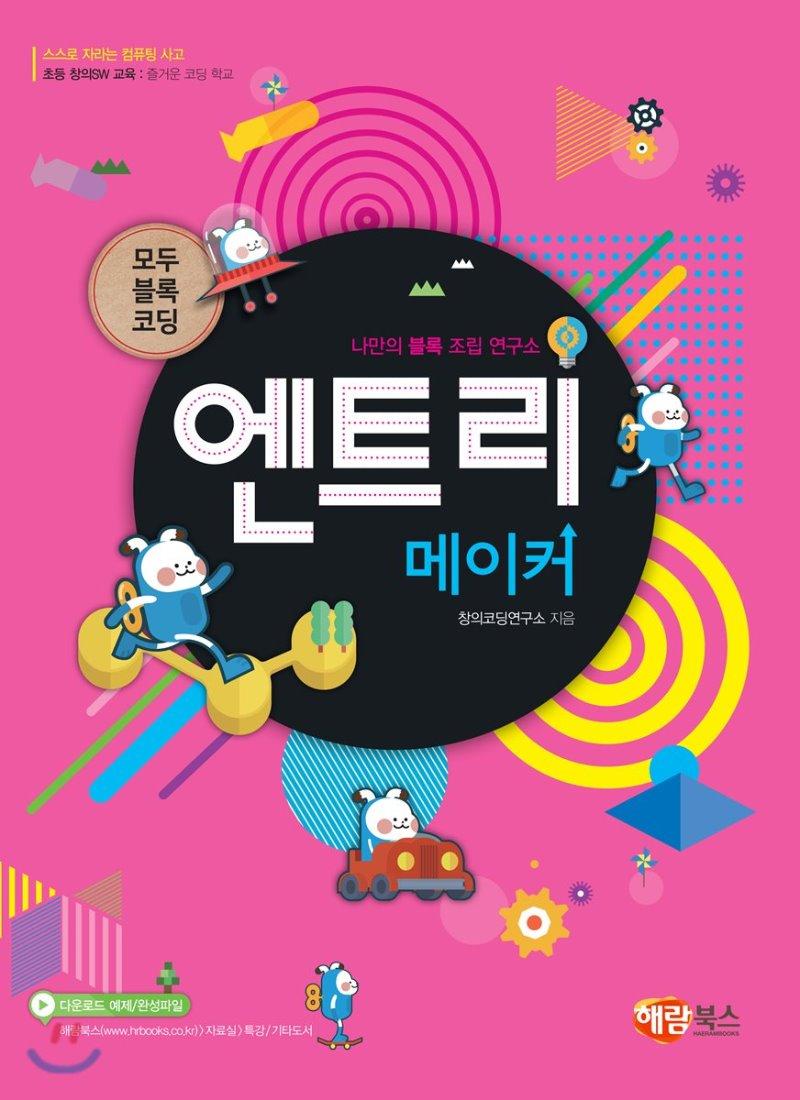 스스로 자라는 컴퓨팅 사고
초등 창의SW 교육 : 즐거운 코딩 학교
모두
블록
코딩
나만의 블록 조립 연구소
엔트리
메이커
창의코딩연구소 지음
다운로드 예제/완성파일
해람북스(www.hrbooks.co.kr)>자료실>특강/기타도서
해람북스
HAERAMBOOKS